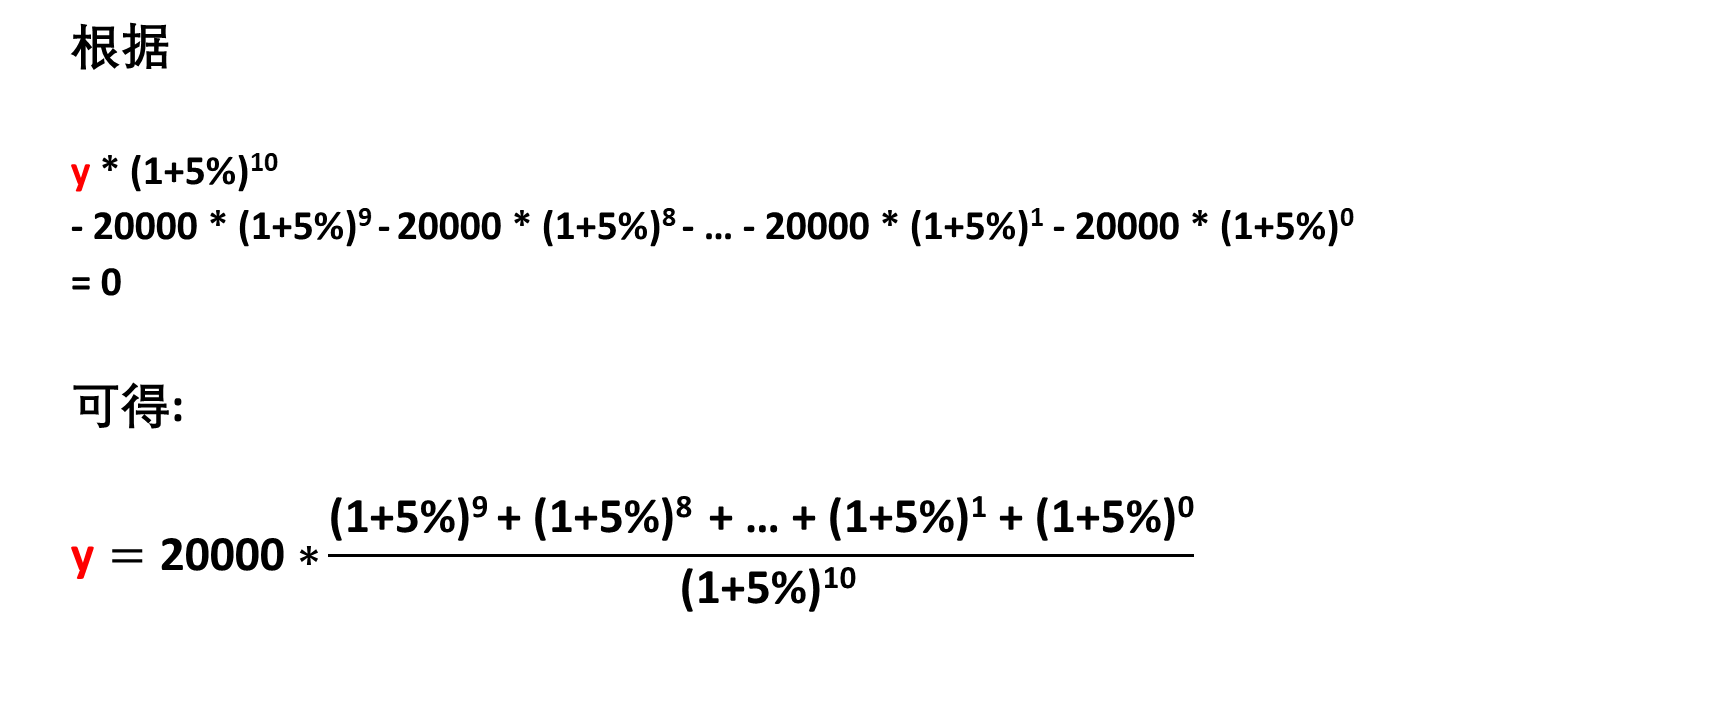 根据
y * (1+5%)¹⁰
- 20000 * (1+5%)⁹ - 20000 * (1+5%)⁸ - ... - 20000 * (1+5%)¹ - 20000 * (1+5%)⁰
= 0
可得:
(1+5%)⁹ + (1+5%)⁸ + ... + (1+5%)¹ + (1+5%)⁰
y = 20000 *
(1+5%)¹⁰